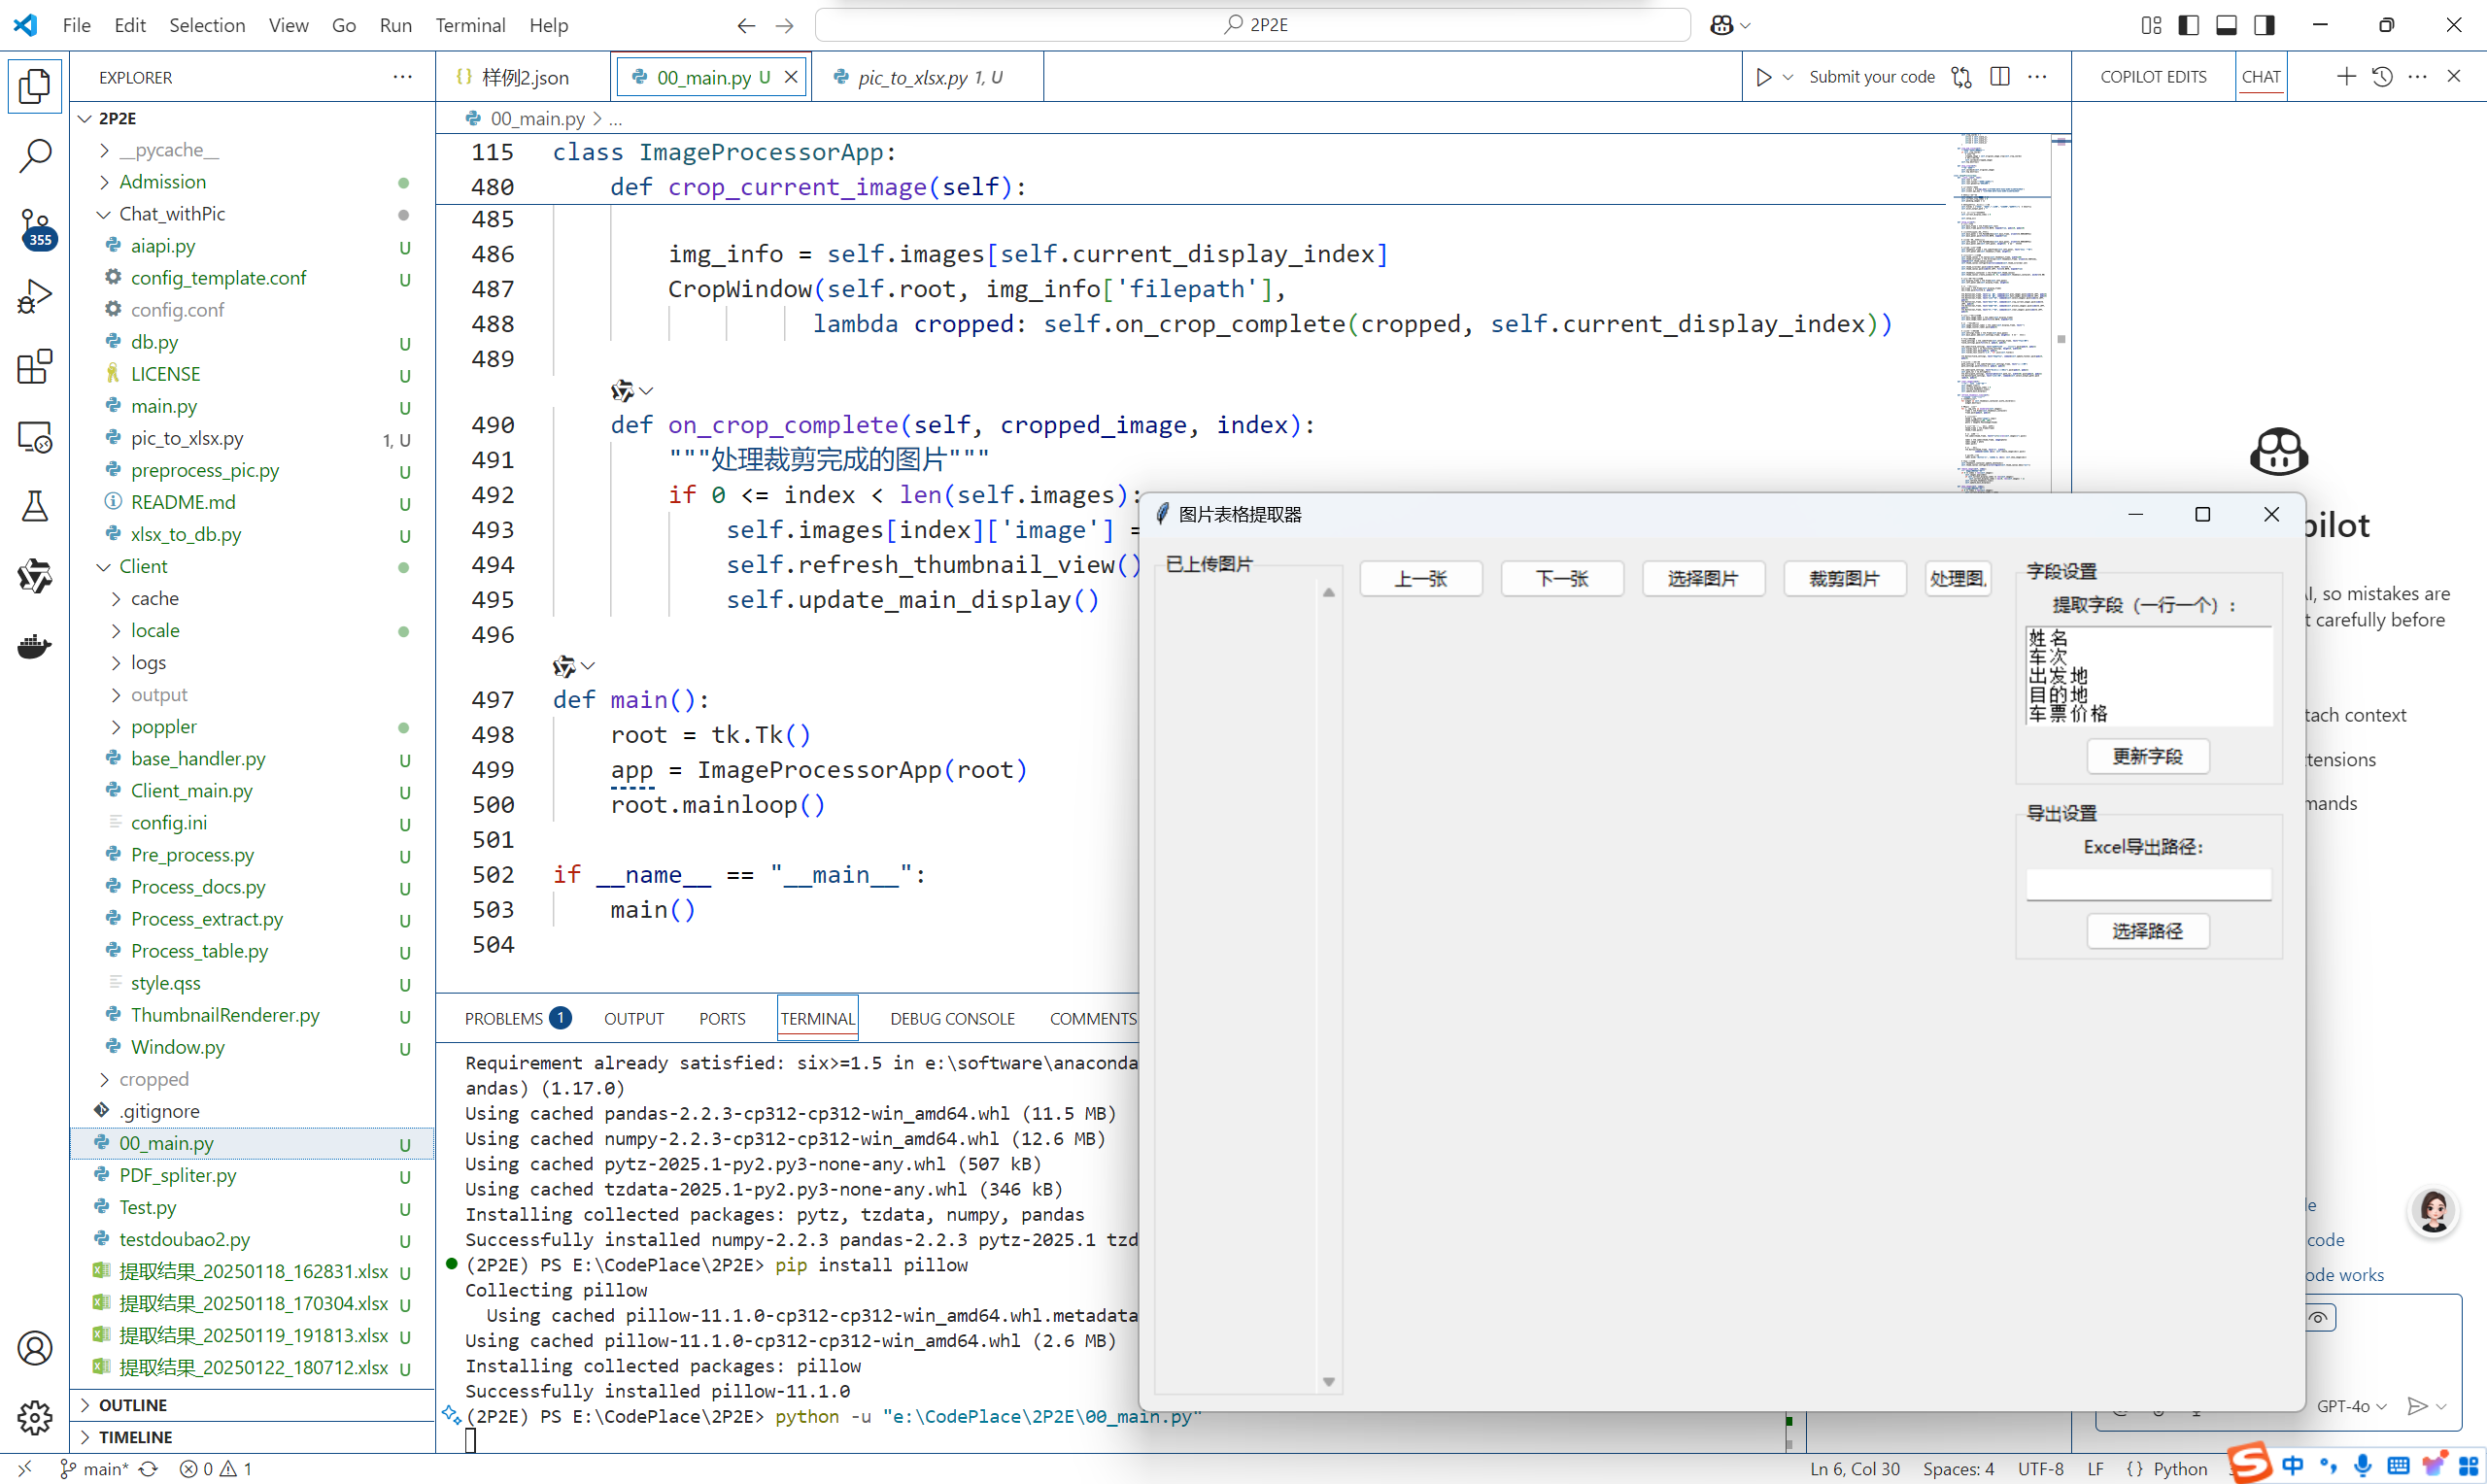 File Edit Selection View Go Run Terminal Help
2P2E
EXPLORER
2P2E
__pycache__
Admission
Chat_withPic
aiapi.py U
config_template.conf U
config.conf
db.py U
LICENSE U
main.py U
pic_to_xlsx.py 1, U
preprocess_pic.py U
README.md U
xlsx_to_db.py U
Client
cache
locale
logs
output
poppler
base_handler.py U
Client_main.py U
config.ini U
Pre_process.py U
Process_docs.py U
Process_extract.py U
Process_table.py U
style.qss U
ThumbnailRenderer.py U
Window.py U
cropped
.gitignore
00_main.py U
PDF_spliter.py U
Test.py U
testdoubao2.py U
提取结果_20250118_162831.xlsx U
提取结果_20250118_170304.xlsx U
提取结果_20250119_191813.xlsx U
提取结果_20250122_180712.xlsx U
OUTLINE
TIMELINE
355
样例2.json
00_main.py U
pic_to_xlsx.py 1, U
Submit your code
00_main.py > ...
115 class ImageProcessorApp:
480 def crop_current_image(self):
485
486 img_info = self.images[self.current_display_index]
487 CropWindow(self.root, img_info['filepath'],
488 lambda cropped: self.on_crop_complete(cropped, self.current_display_index))
489
490 def on_crop_complete(self, cropped_image, index):
491 """处理裁剪完成的图片"""
492 if 0 <= index < len(self.images):
493 self.images[index]['image'] =
494 self.refresh_thumbnail_view()
495 self.update_main_display()
496
497 def main():
498 root = tk.Tk()
499 app = ImageProcessorApp(root)
500 root.mainloop()
501
502 if __name__ == "__main__":
503 main()
504
PROBLEMS 1 OUTPUT PORTS TERMINAL DEBUG CONSOLE COMMENTS
Requirement already satisfied: six>=1.5 in e:\software\anaconda
andas) (1.17.0)
Using cached pandas-2.2.3-cp312-cp312-win_amd64.whl (11.5 MB)
Using cached numpy-2.2.3-cp312-cp312-win_amd64.whl (12.6 MB)
Using cached pytz-2025.1-py2.py3-none-any.whl (507 kB)
Using cached tzdata-2025.1-py2.py3-none-any.whl (346 kB)
Installing collected packages: pytz, tzdata, numpy, pandas
Successfully installed numpy-2.2.3 pandas-2.2.3 pytz-2025.1 tzd
(2P2E) PS E:\CodePlace\2P2E> pip install pillow
Collecting pillow
Using cached pillow-11.1.0-cp312-cp312-win_amd64.whl.metadata
Using cached pillow-11.1.0-cp312-cp312-win_amd64.whl (2.6 MB)
Installing collected packages: pillow
Successfully installed pillow-11.1.0
(2P2E) PS E:\CodePlace\2P2E> python -u "e:\CodePlace\2P2E\00_main.py"
图片表格提取器
已上传图片
上一张 下一张 选择图片 裁剪图片 处理图
字段设置
提取字段（一行一个）:
姓名
车次
出发地
目的地
车票价格
更新字段
导出设置
Excel导出路径:
选择路径
COPILOT EDITS CHAT
pilot
AI, so mistakes are
t carefully before
tach context
tensions
mands
le
code
ode works
GPT-4o
main* 0 1
Ln 6, Col 30 Spaces: 4 UTF-8 LF {} Python
中